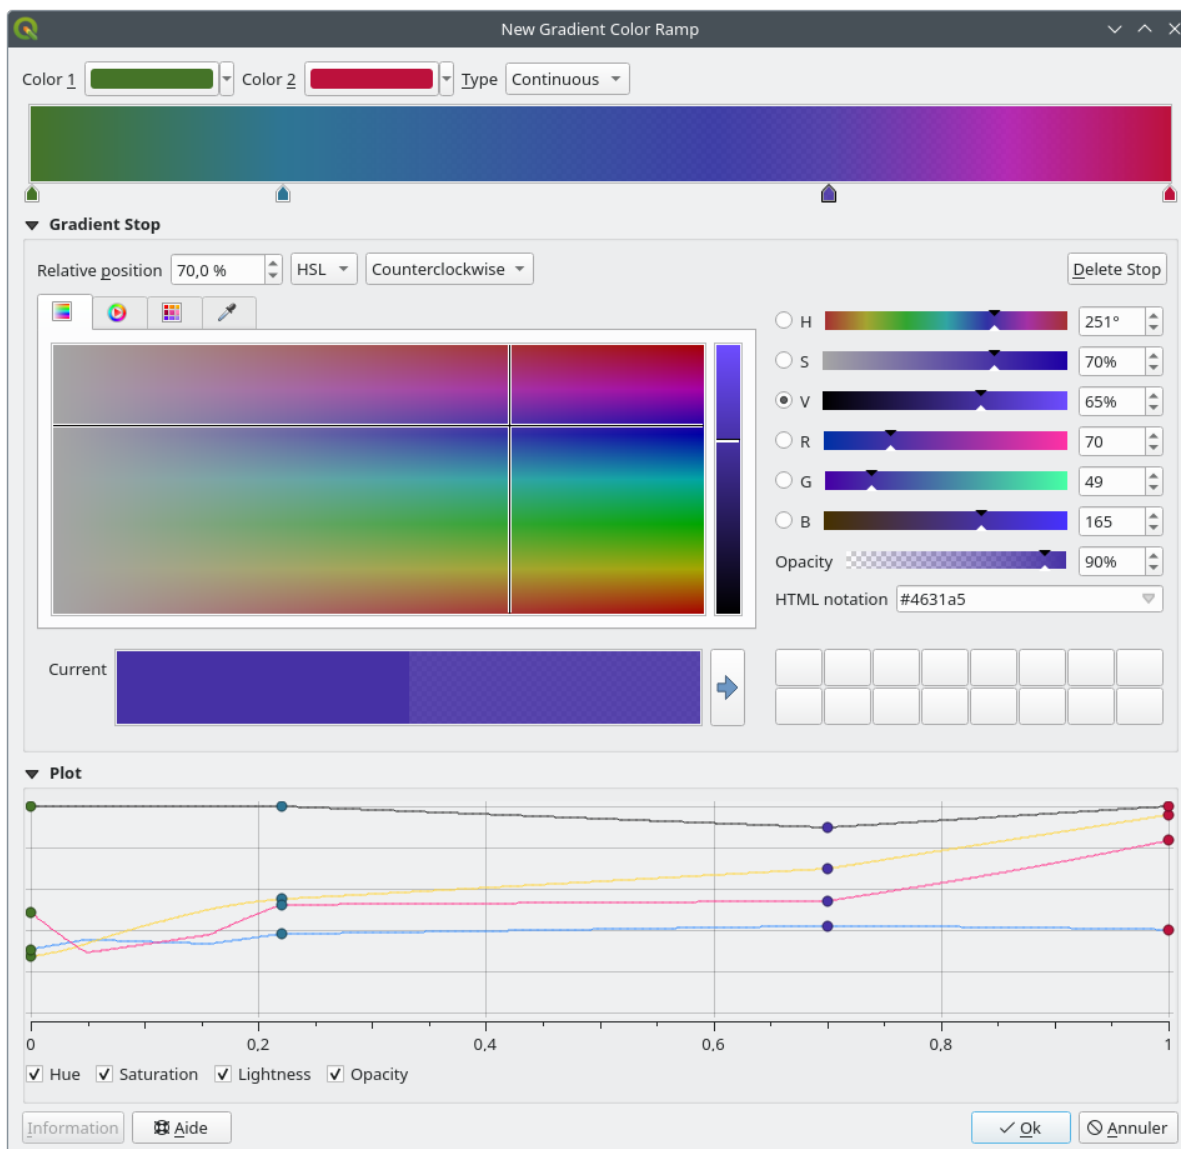 New Gradient Color Ramp
Color 1 Color 2 Type Continuous
Gradient Stop
Relative position 70,0 % HSL Counterclockwise Delete Stop
H 251°
S 70%
V 65%
R 70
G 49
B 165
Opacity 90%
HTML notation #4631a5
Current
Plot
0 0,2 0,4 0,6 0,8 1
Hue Saturation Lightness Opacity
Information Aide Ok Annuler